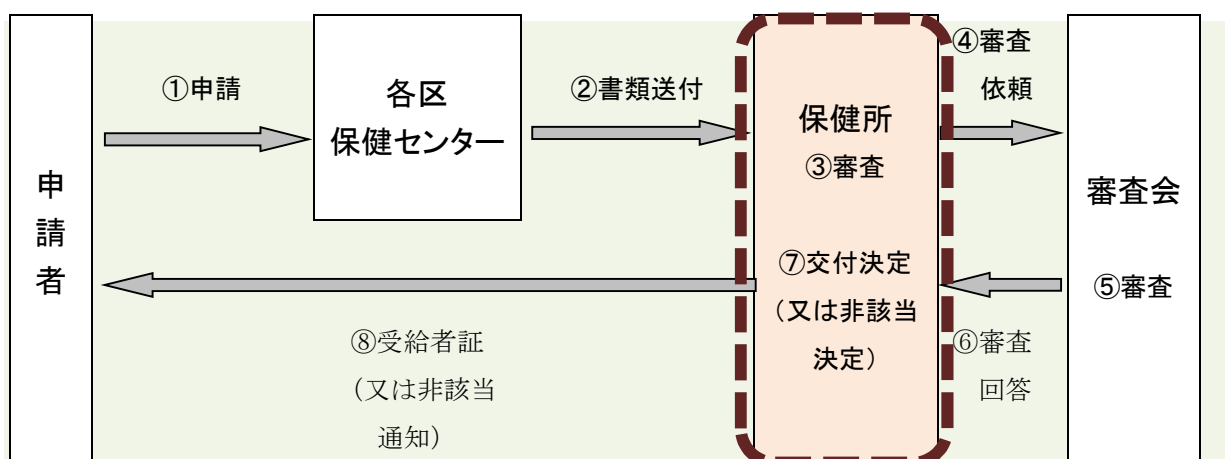 申
請
者
①申請
各区
保健センター
②書類送付
保健所
③審査
④審査
依頼
審査会
⑤審査
⑥審査
回答
⑦交付決定
（又は非該当
決定）
⑧受給者証
（又は非該当
通知）